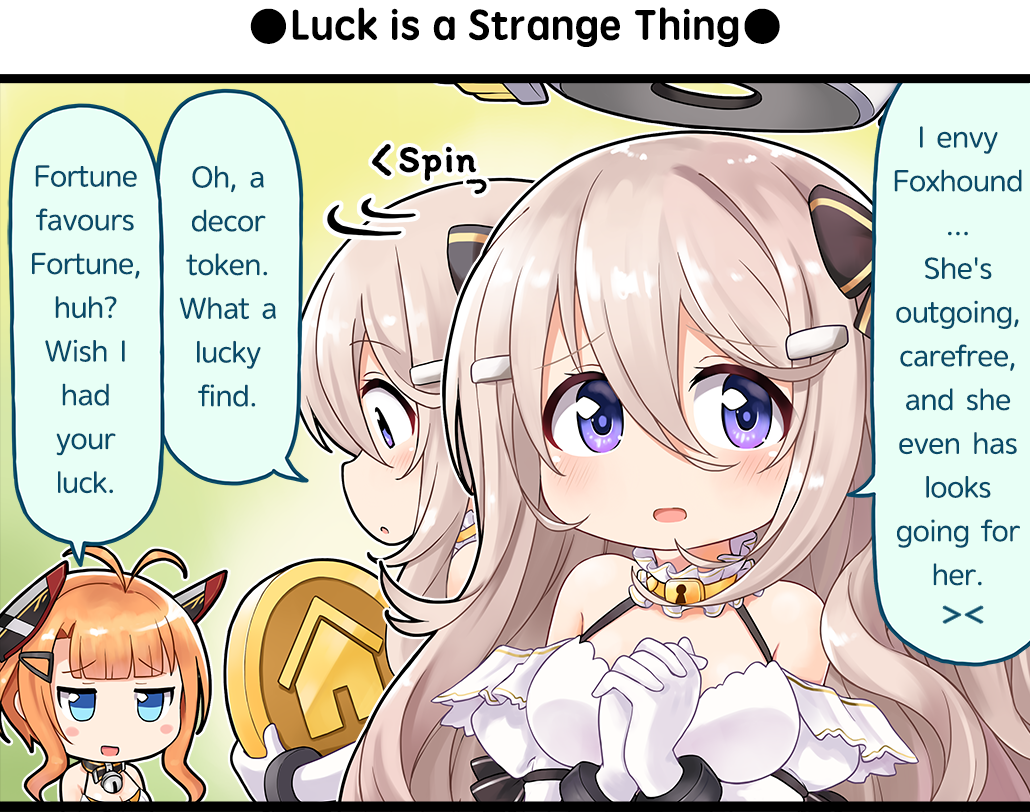 ●Luck is a Strange Thing●
I envy
Foxhound
...
She's
outgoing,
carefree,
and she
even has
looks
going for
her.
><
<Spin
Oh, a
decor
token.
What a
lucky
find.
Fortune
favours
Fortune,
huh?
Wish I
had
your
luck.